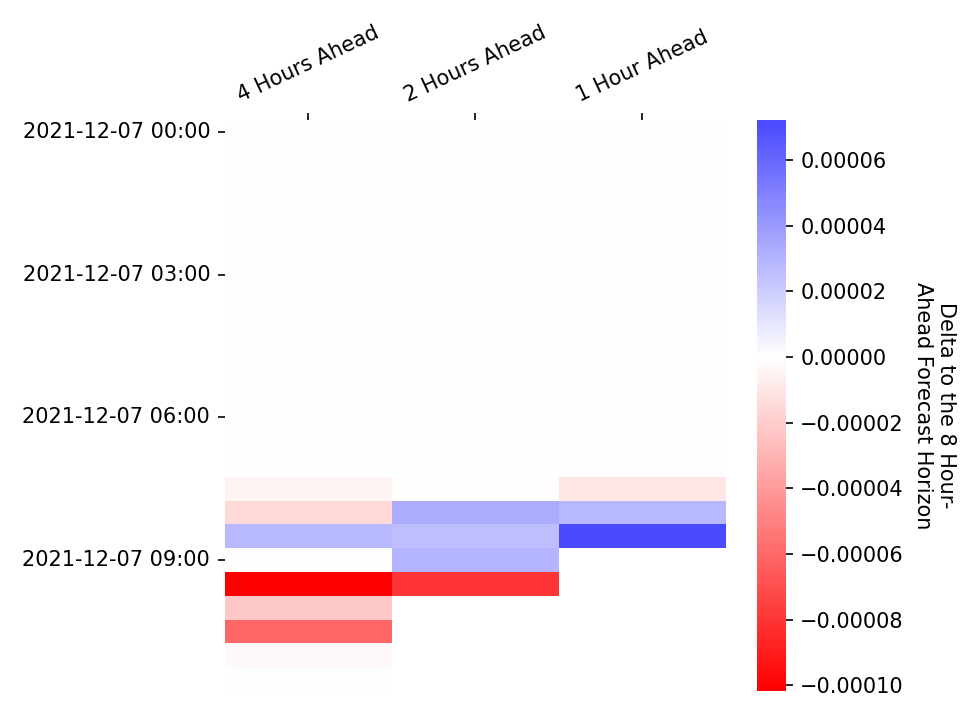 4 Hours Ahead
2 Hours Ahead
1 Hour Ahead
2021-12-07 00:00
2021-12-07 03:00
2021-12-07 06:00
2021-12-07 09:00
0.00006
0.00004
0.00002
0.00000
−0.00002
−0.00004
−0.00006
−0.00008
−0.00010
Delta to the 8 Hour-
Ahead Forecast Horizon